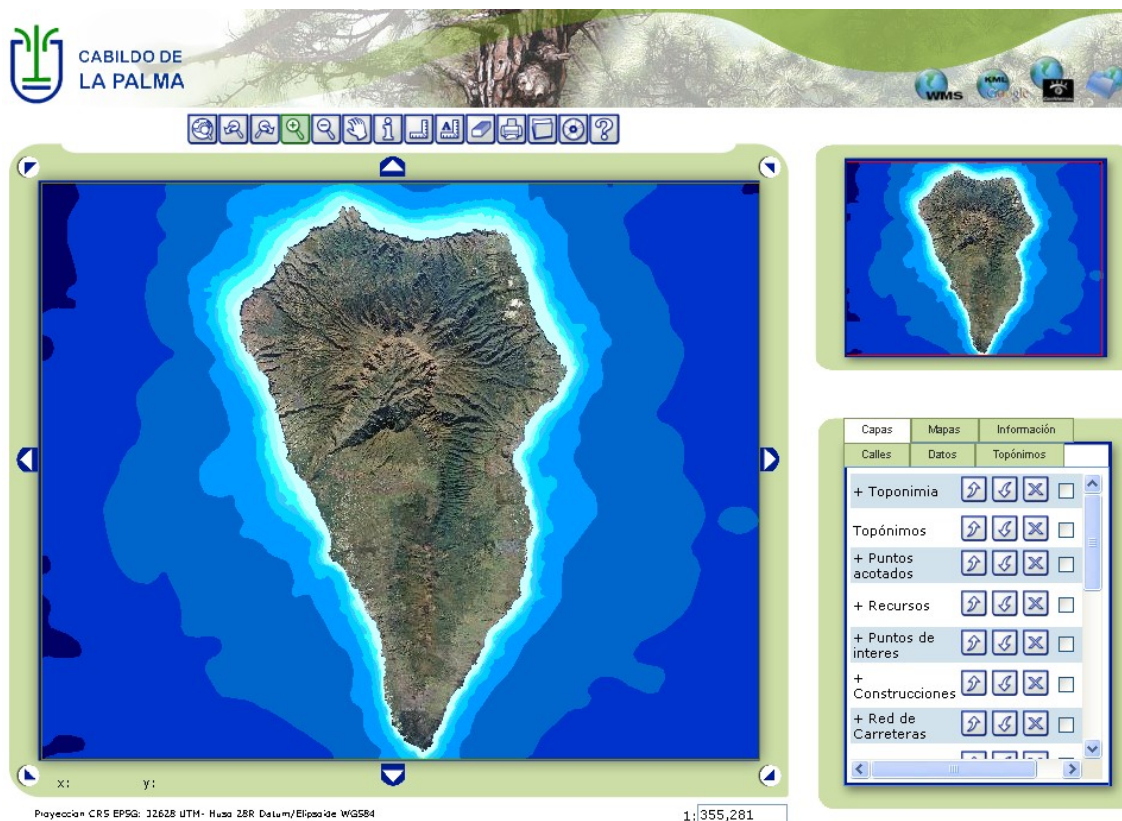 CABILDO DE
LA PALMA
WMS
KML
Google
Capas Mapas Información
Calles Datos Topónimos
+ Toponimia
Topónimos
+ Puntos
acotados
+ Recursos
+ Puntos de
interes
+
Construcciones
+ Red de
Carreteras
x: y:
Proyeccion CRS EPSG: 32628 UTM- Huso 28R Datum/Elipsoide WGS84
1: 355,281